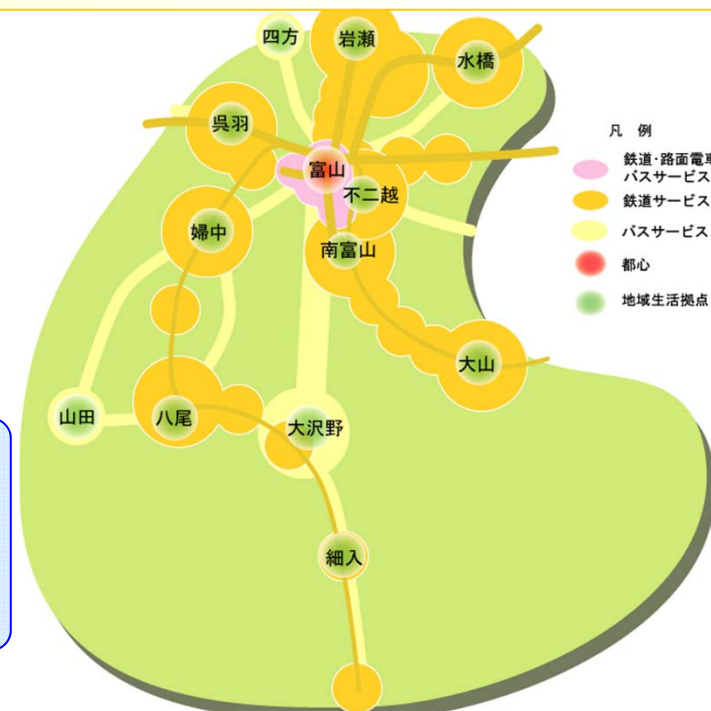 四方
岩瀬
水橋
呉羽
富山
不二越
婦中
南富山
大山
山田
八尾
大沢野
細入
凡 例
鉄道・路面電車
バスサービス
鉄道サービス
バスサービス
都心
地域生活拠点